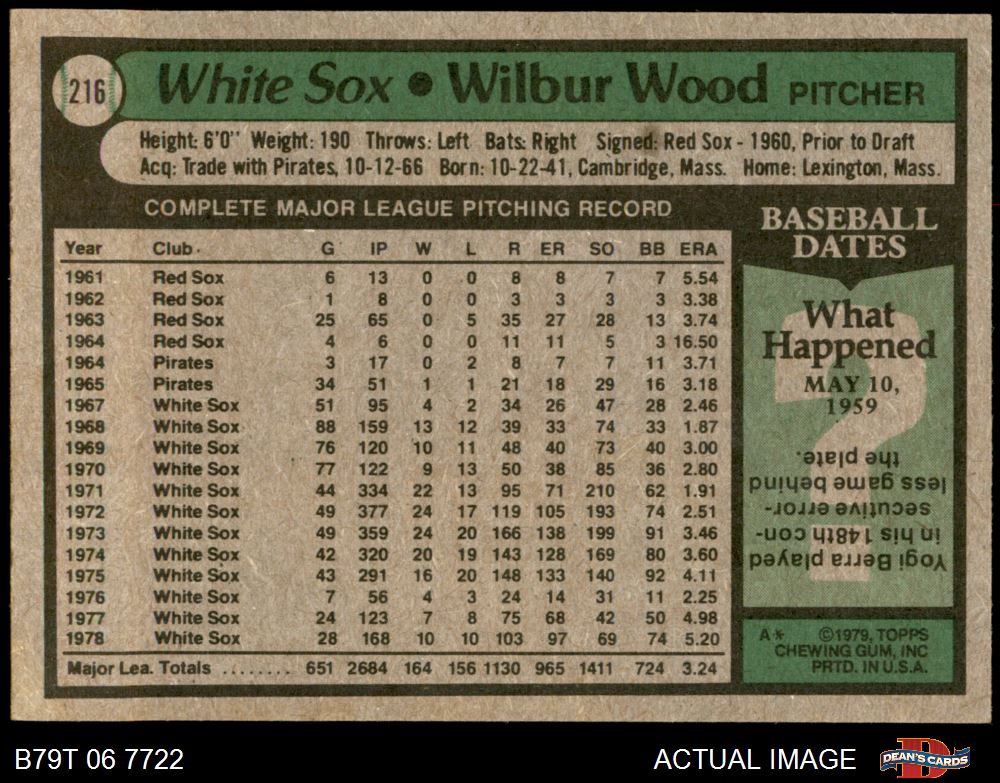 216
White Sox • Wilbur Wood PITCHER
Height: 6'0" Weight: 190 Throws: Left Bats: Right Signed: Red Sox - 1960, Prior to Draft
Acq: Trade with Pirates, 10-12-66 Born: 10-22-41, Cambridge, Mass. Home: Lexington, Mass.
COMPLETE MAJOR LEAGUE PITCHING RECORD
Year Club G IP W L R ER SO BB ERA
1961 Red Sox 6 13 0 0 8 8 7 7 5.54
1962 Red Sox 1 8 0 0 3 3 3 3 3.38
1963 Red Sox 25 65 0 5 35 27 28 13 3.74
1964 Red Sox 4 6 0 0 11 11 5 3 16.50
1964 Pirates 3 17 0 2 8 7 7 11 3.71
1965 Pirates 34 51 1 1 21 18 29 16 3.18
1967 White Sox 51 95 4 2 34 26 47 28 2.46
1968 White Sox 88 159 13 12 39 33 74 33 1.87
1969 White Sox 76 120 10 11 48 40 73 40 3.00
1970 White Sox 77 122 9 13 50 38 85 36 2.80
1971 White Sox 44 334 22 13 95 71 210 62 1.91
1972 White Sox 49 377 24 17 119 105 193 74 2.51
1973 White Sox 49 359 24 20 166 138 199 91 3.46
1974 White Sox 42 320 20 19 143 128 169 80 3.60
1975 White Sox 43 291 16 20 148 133 140 92 4.11
1976 White Sox 7 56 4 3 24 14 31 11 2.25
1977 White Sox 24 123 7 8 75 68 42 50 4.98
1978 White Sox 28 168 10 10 103 97 69 74 5.20
Major Lea. Totals ........ 651 2684 164 156 1130 965 1411 724 3.24
BASEBALL
DATES
What
Happened
MAY 10,
1959
Yogi Berra played
in his 148th con-
secutive error-
less game behind
the plate.
A* ©1979, TOPPS
CHEWING GUM, INC
PRTD. IN U.S.A.
B79T 06 7722 ACTUAL IMAGE
DEAN'S CARDS